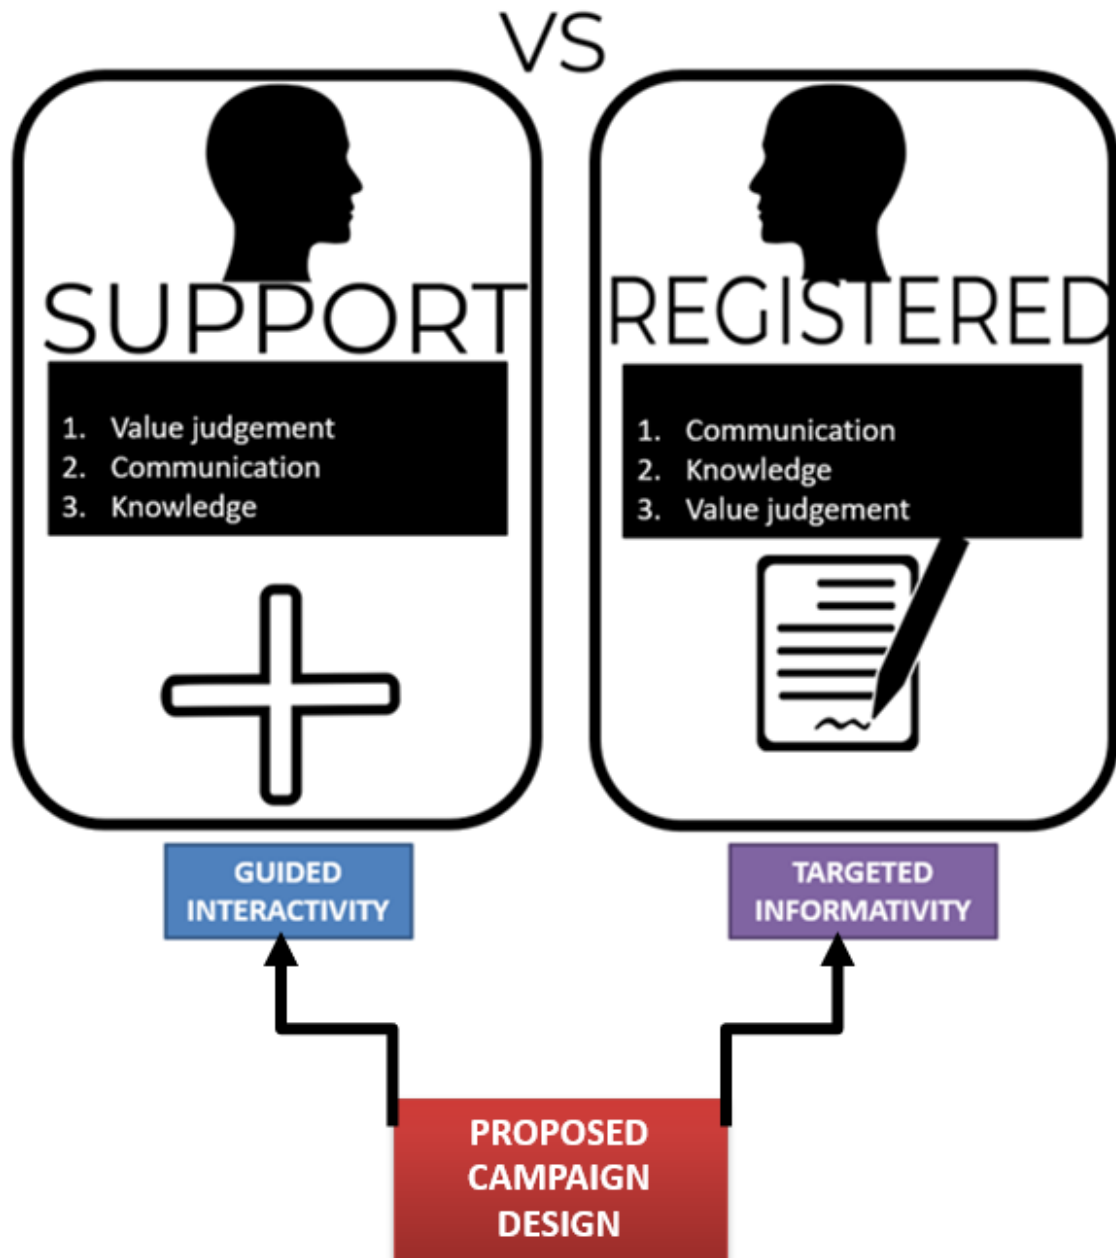 VS
SUPPORT
1. Value judgement
2. Communication
3. Knowledge
REGISTERED
1. Communication
2. Knowledge
3. Value judgement
GUIDED
INTERACTIVITY
TARGETED
INFORMATIVITY
PROPOSED
CAMPAIGN
DESIGN